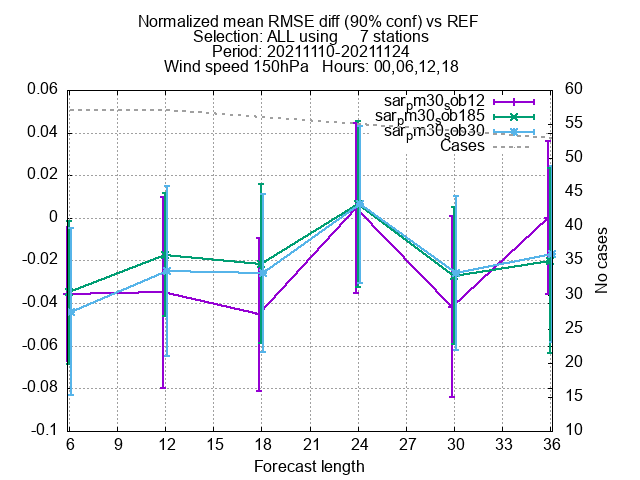 Normalized mean RMSE diff (90% conf) vs REF
Selection: ALL using 7 stations
Period: 20211110-20211124
Wind speed 150hPa Hours: 00,06,12,18
sar_pm30_sob12
sar_pm30_sob185
sar_pm30_sob30
Cases
0.06
0.04
0.02
0
-0.02
-0.04
-0.06
-0.08
-0.1
60
55
50
45
40
35
30
25
20
15
10
No cases
6 9 12 15 18 21 24 27 30 33 36
Forecast length